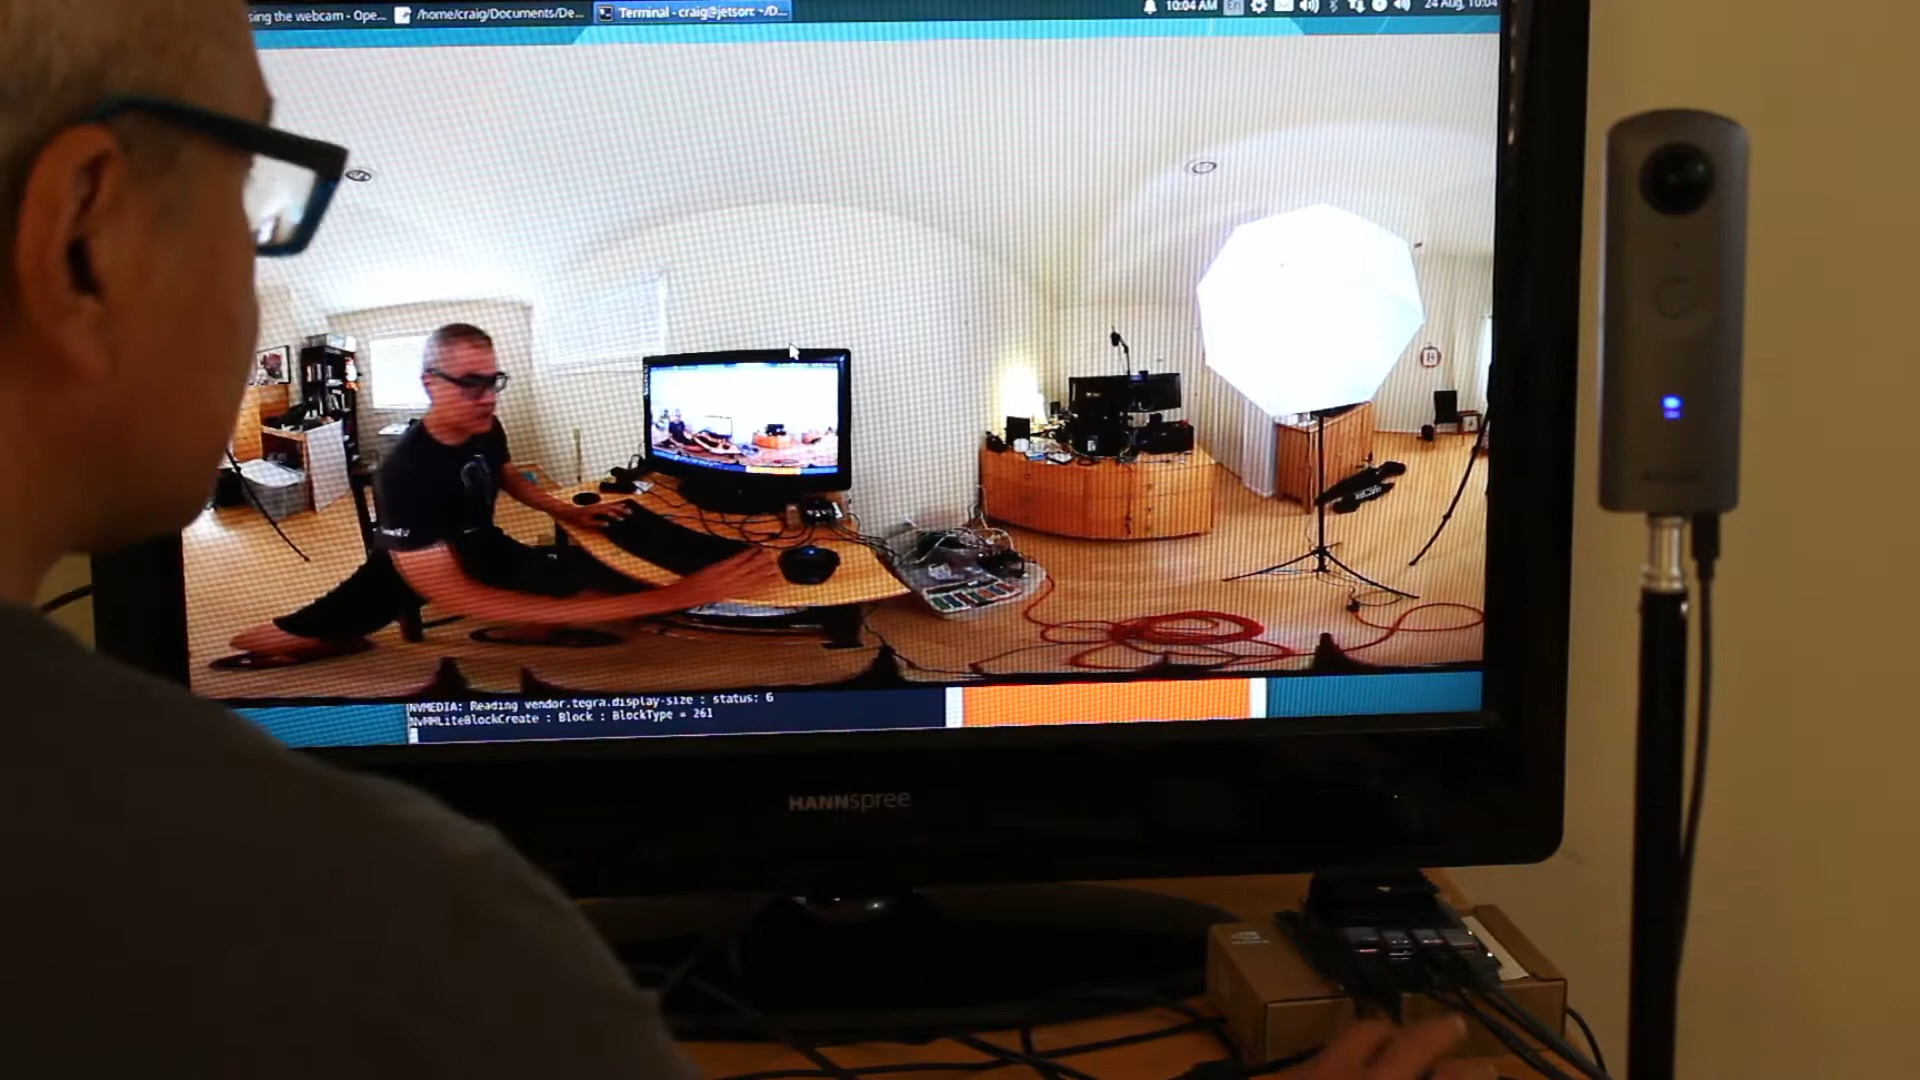 sing the webcam - Ope...
/home/craig/Documents/De...
Terminal - craig@jetson: ~/D...
10:04 AM
En
24 Aug, 10:04
B
NVMEDIA: Reading vendor.tegra.display-size : status: 6
NvMMLiteBlockCreate : Block : BlockType = 261
HANNspree